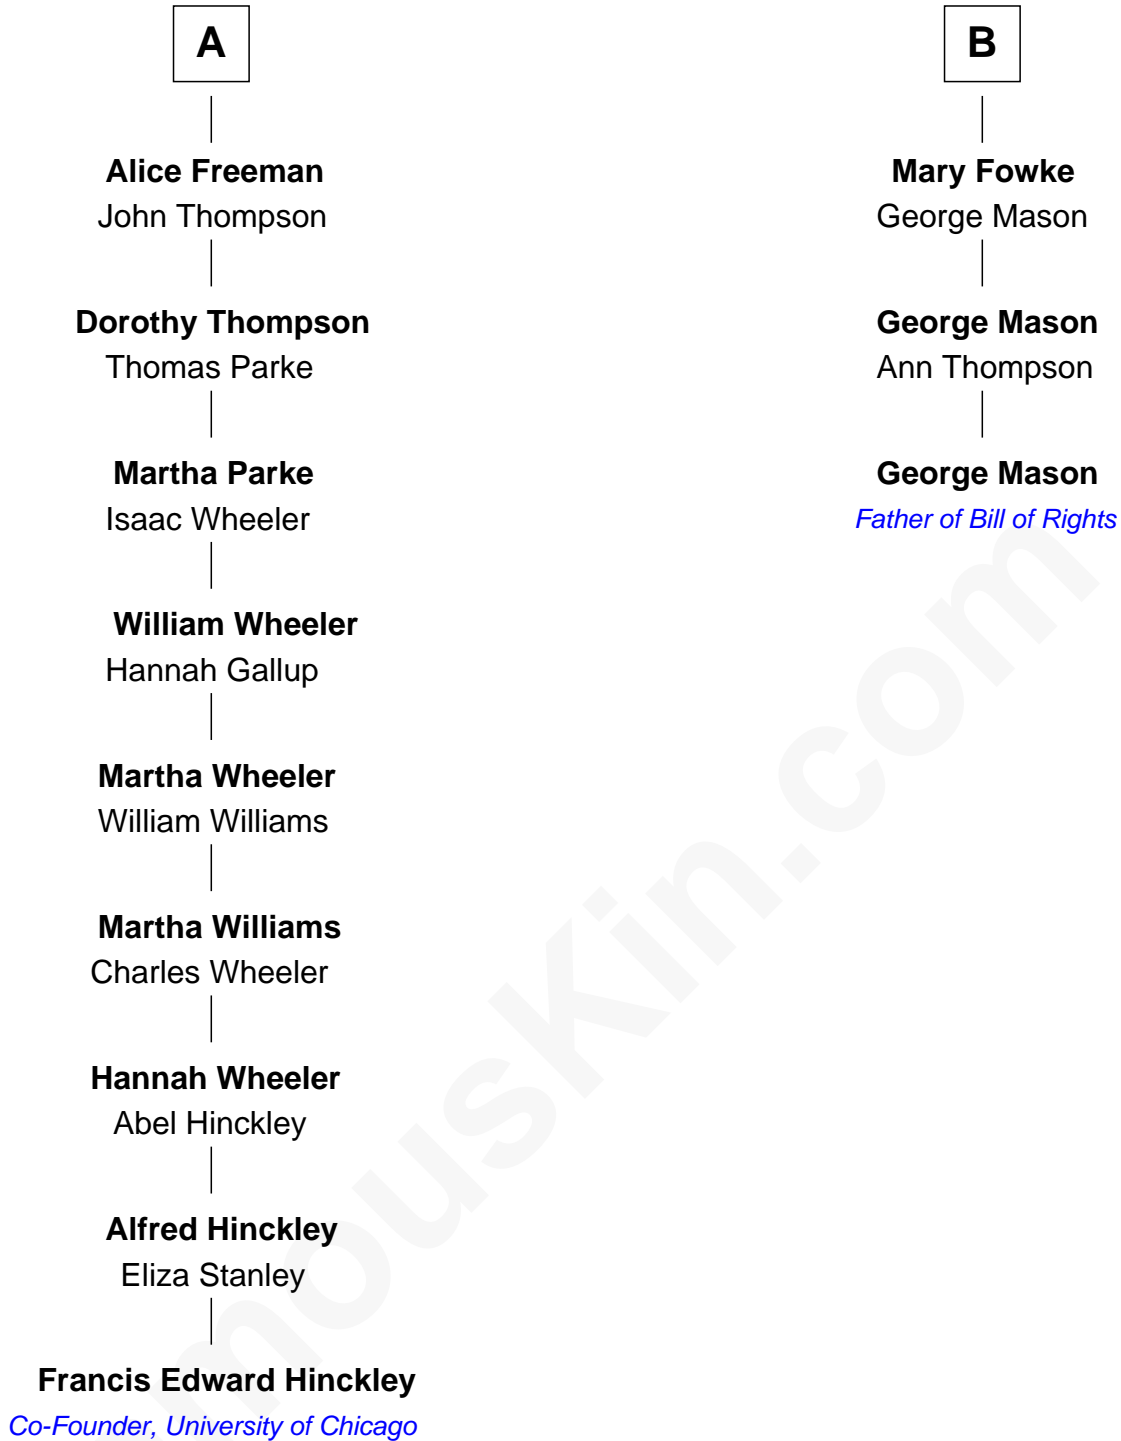 A
Alice Freeman
John Thompson
Dorothy Thompson
Thomas Parke
Martha Parke
Isaac Wheeler
William Wheeler
Hannah Gallup
Martha Wheeler
William Williams
Martha Williams
Charles Wheeler
Hannah Wheeler
Abel Hinckley
Alfred Hinckley
Eliza Stanley
Francis Edward Hinckley
Co-Founder, University of Chicago
B
Mary Fowke
George Mason
George Mason
Ann Thompson
George Mason
Father of Bill of Rights
mouskin.com